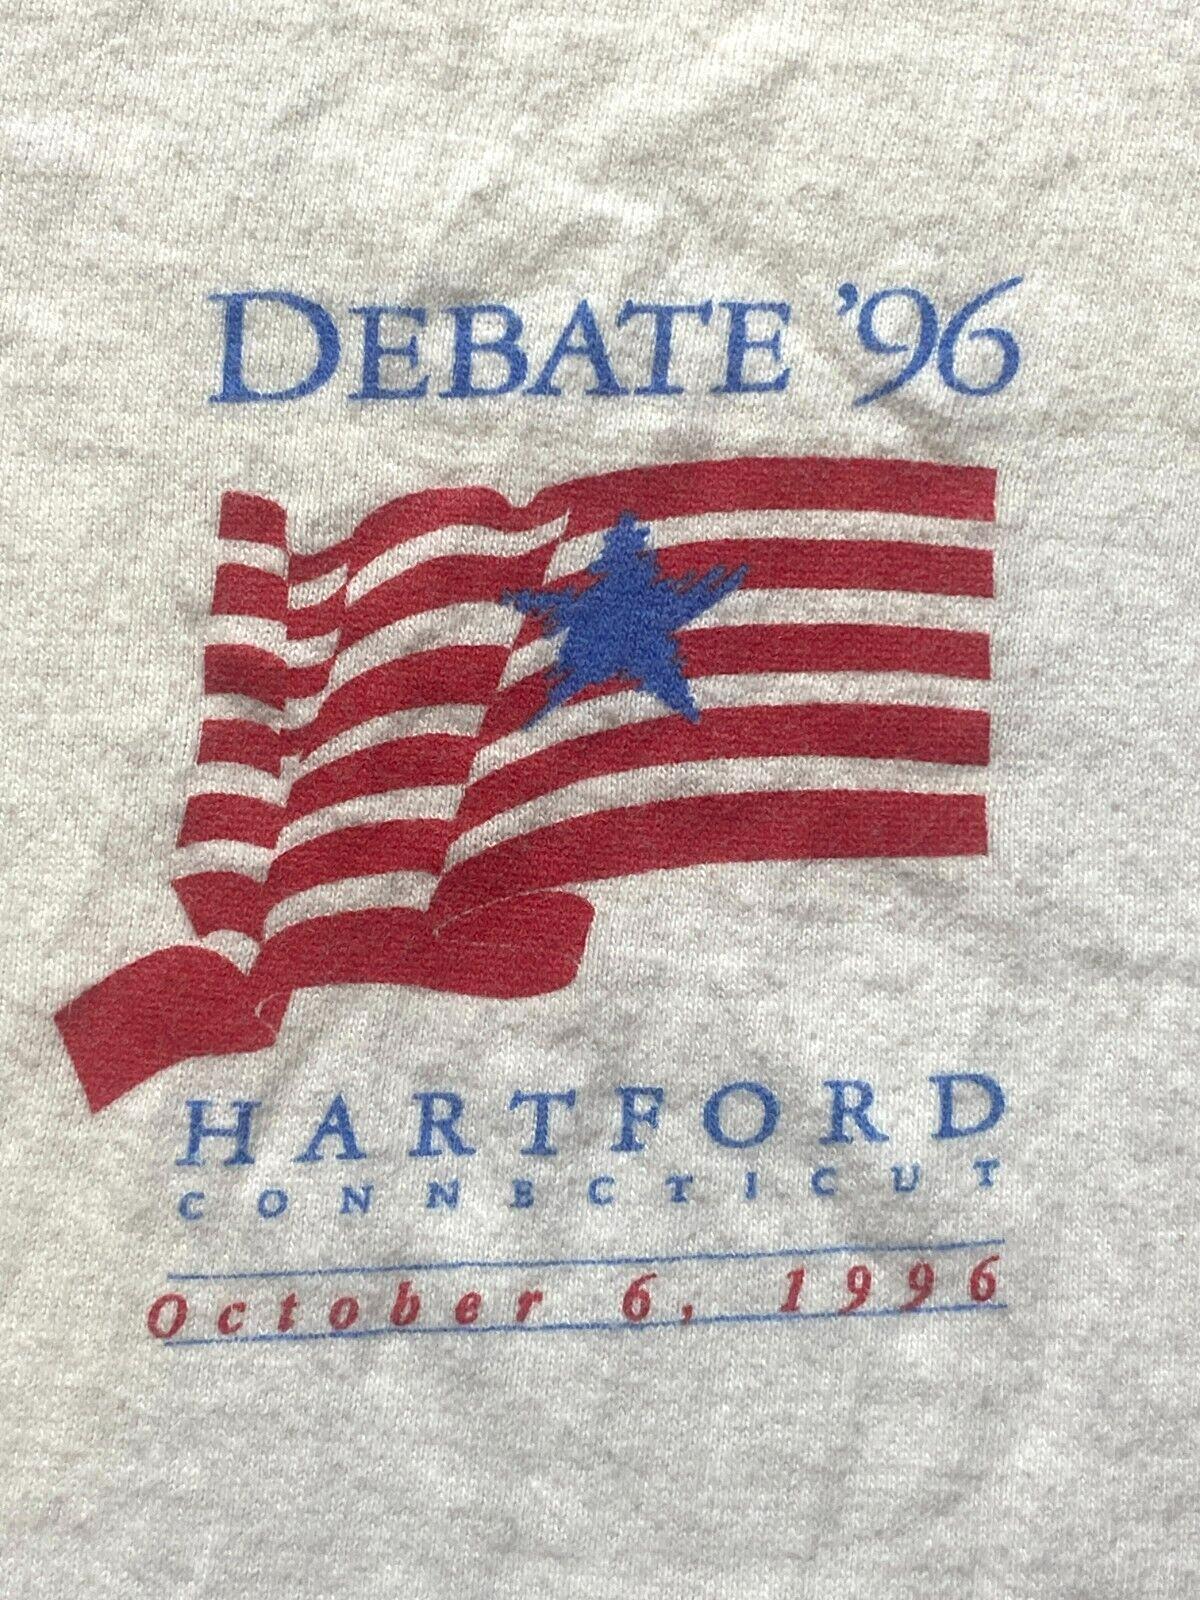 DEBATE '96
HARTFORD
CONNECTICUT
October 6, 1996